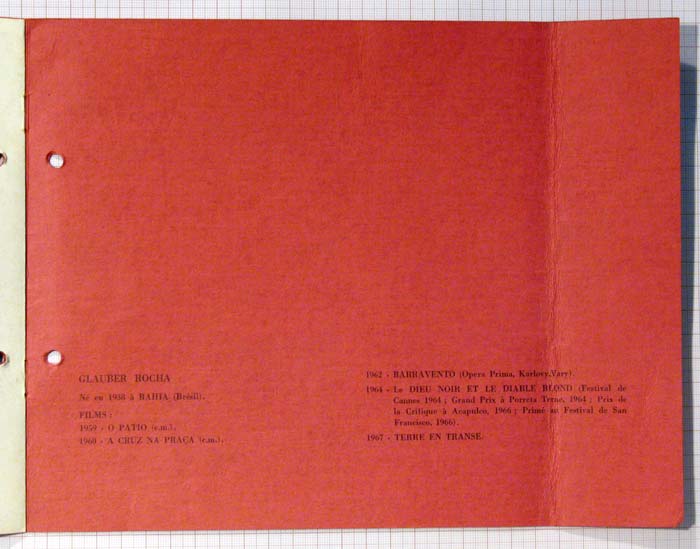 GLAUBER ROCHA
Né en 1938 à BAHIA (Brésil).
FILMS :
1959 - O PATIO (c.m.).
1960 - A CRUZ NA PRAÇA (c.m.).
1962 - BARRAVENTO (Opera Prima, Karlovy.Vary).
1964 - Le DIEU NOIR ET LE DIABLE BLOND (Festival de
Cannes 1964 ; Grand Prix à Porreta Terne, 1964 ; Prix de
la Critique à Acapulco, 1966 ; Primé au Festival de San
Francisco, 1966).
1967 - TERRE EN TRANSE.